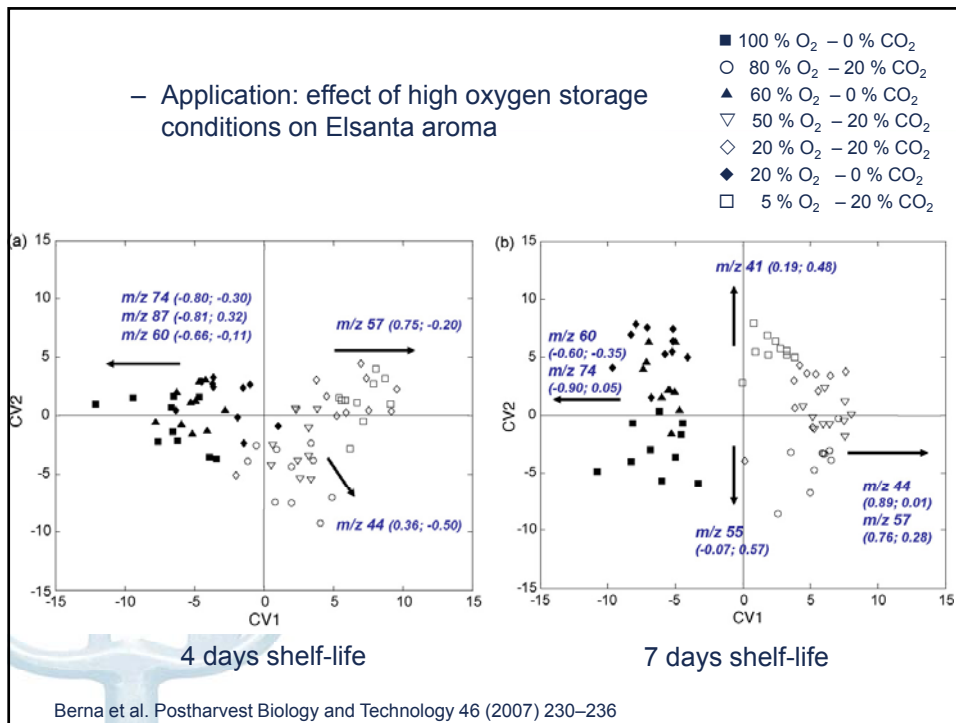 – Application: effect of high oxygen storage
conditions on Elsanta aroma
■ 100 % O₂ – 0 % CO₂
○ 80 % O₂ – 20 % CO₂
▲ 60 % O₂ – 0 % CO₂
▽ 50 % O₂ – 20 % CO₂
◇ 20 % O₂ – 20 % CO₂
◆ 20 % O₂ – 0 % CO₂
□ 5 % O₂ – 20 % CO₂
(a)
15
10
5
0
-5
-10
-15
CV2
m/z 74 (-0.80; -0.30)
m/z 87 (-0.81; 0.32)
m/z 60 (-0.66; -0,11)
m/z 57 (0.75; -0.20)
m/z 44 (0.36; -0.50)
-15 -10 -5 0 5 10 15
CV1
4 days shelf-life
(b)
15
10
5
0
-5
-10
-15
CV2
m/z 41 (0.19; 0.48)
m/z 60
(-0.60; -0.35)
m/z 74
(-0.90; 0.05)
m/z 55
(-0.07; 0.57)
m/z 44
(0.89; 0.01)
m/z 57
(0.76; 0.28)
-15 -10 -5 0 5 10 15
CV1
7 days shelf-life
Berna et al. Postharvest Biology and Technology 46 (2007) 230–236